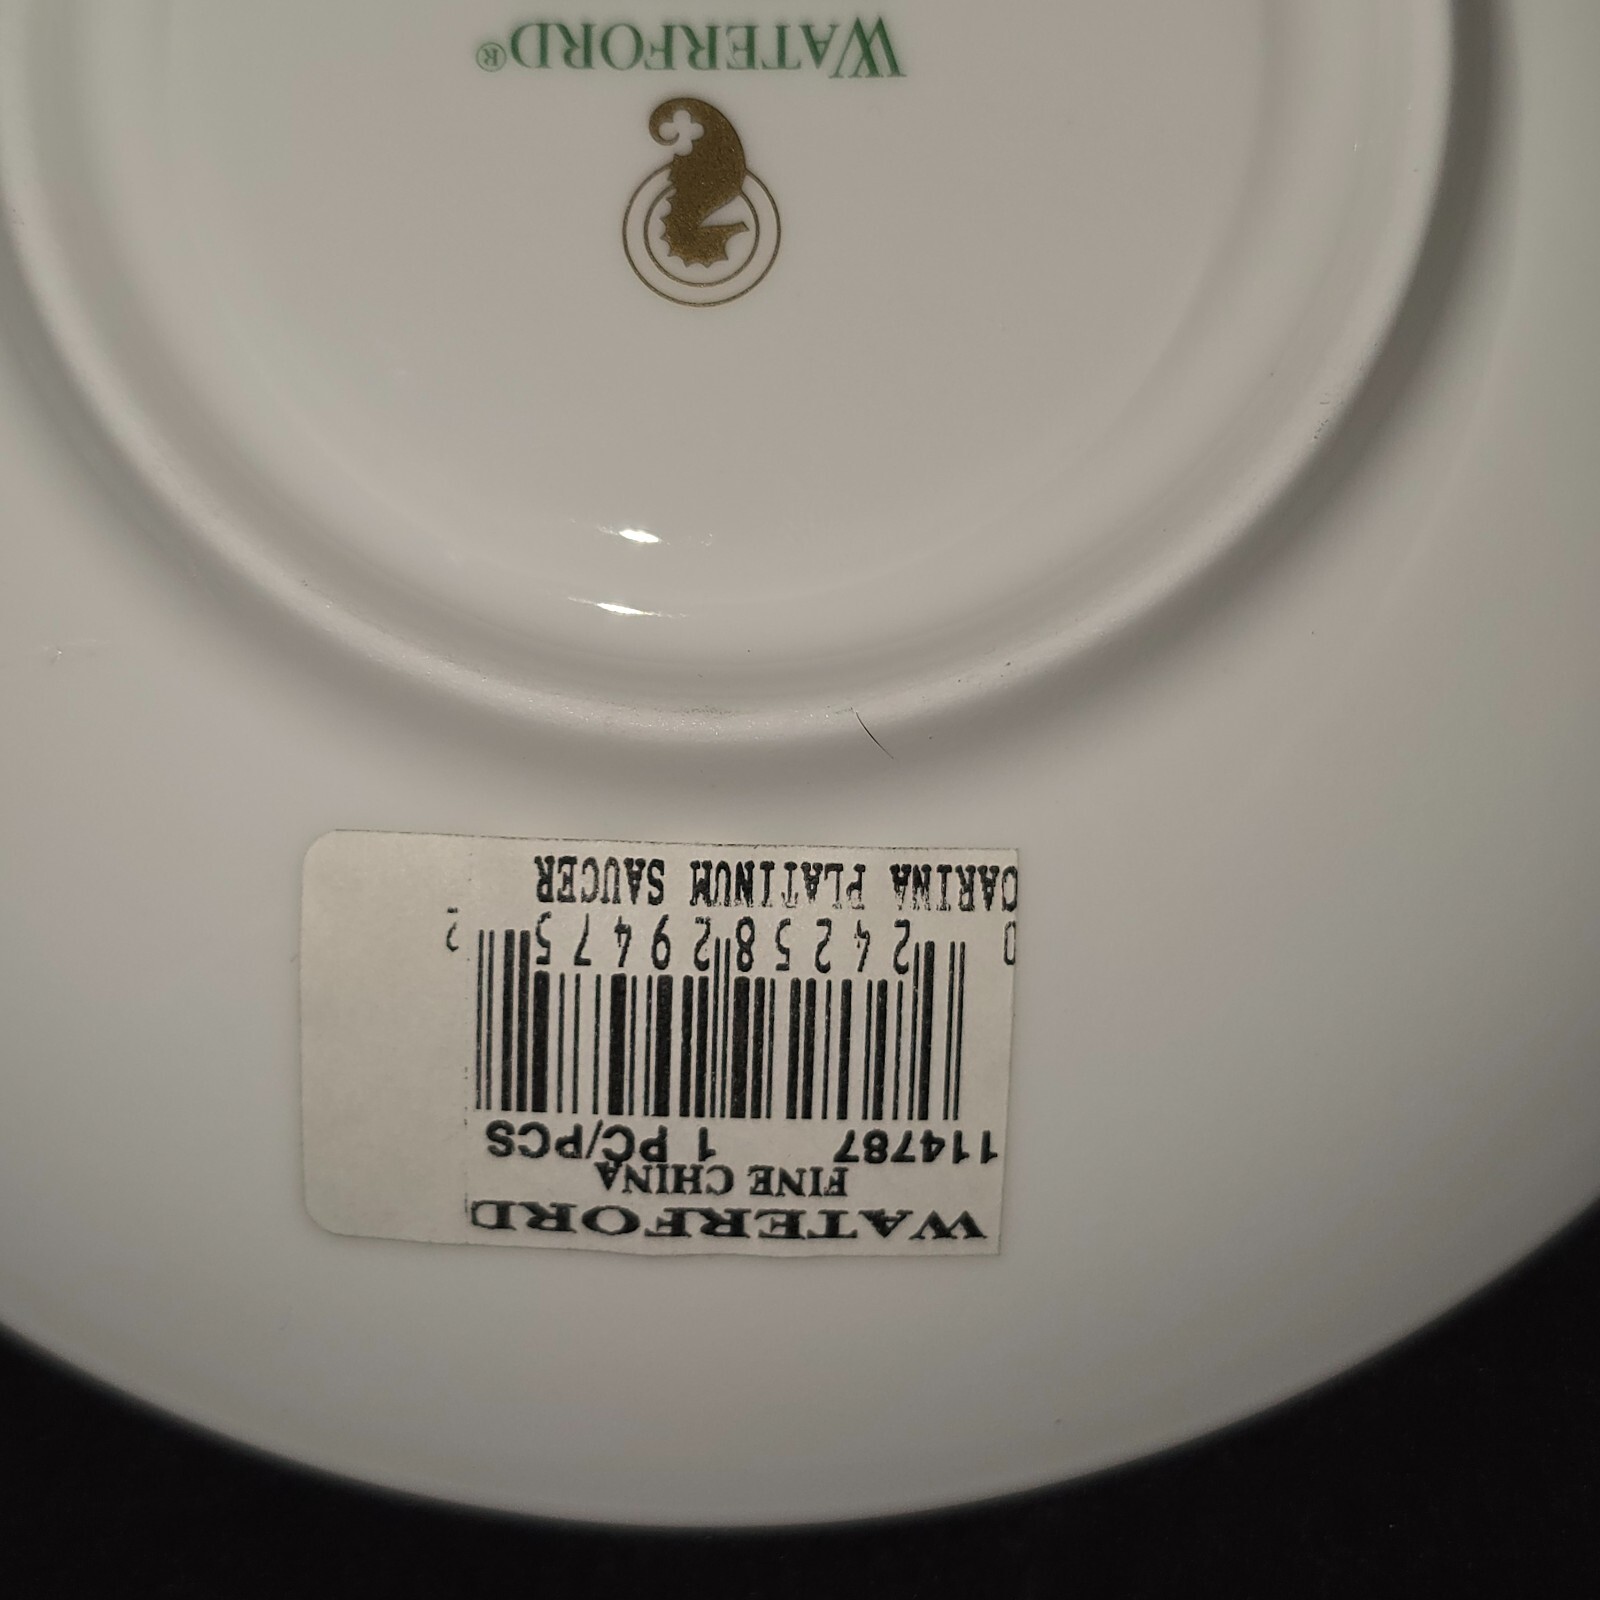 WATERFORD
FINE CHINA
114787 1 PC/PCS
0 24258 29475 2
CARINA PLATINUM SAUCER
WATERFORD®